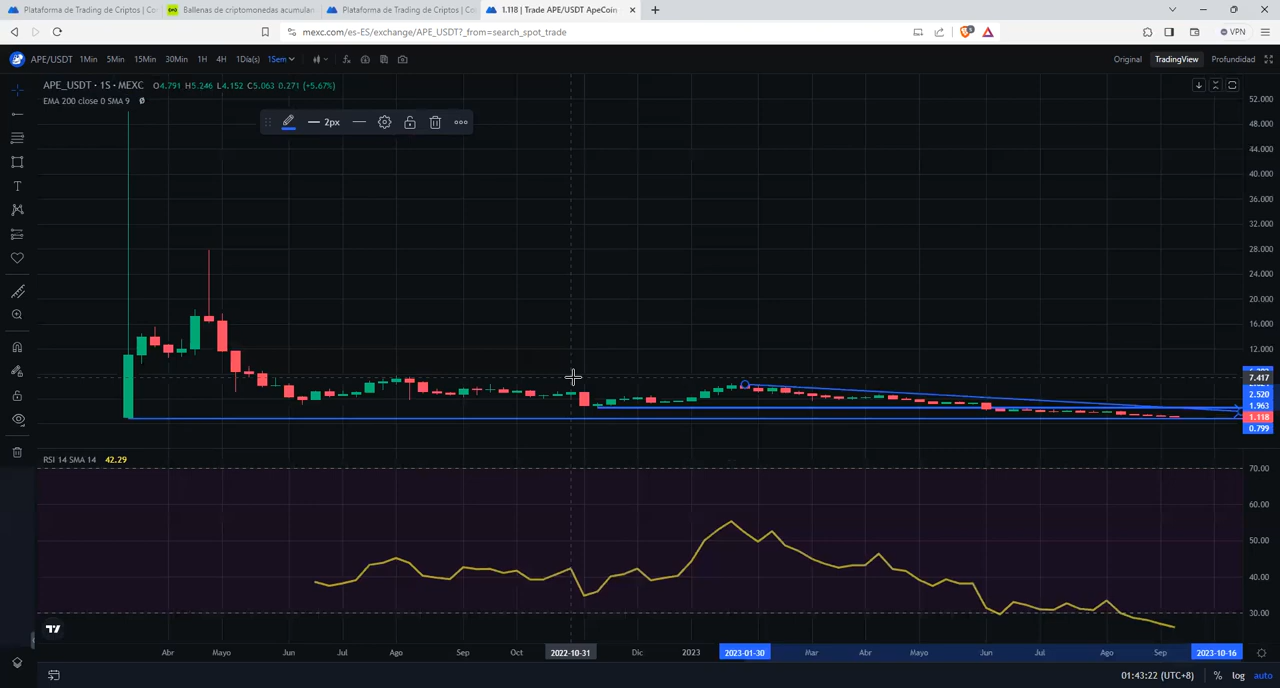 Plataforma de Trading de Criptos | Co
Ballenas de criptomonedas acumulan
Plataforma de Trading de Criptos | Co
1.118 | Trade APE/USDT ApeCoin
mexc.com/es-ES/exchange/APE_USDT?_from=search_spot_trade
VPN
APE/USDT 1Min 5Min 15Min 30Min 1H 4H 1Día(s) 1Sem
Original TradingView Profundidad
APE_USDT · 1S · MEXC O4.791 H5.246 L4.152 C5.063 0.271 (+5.67%)
EMA 200 close 0 SMA 9 Ø
2px
52.000
48.000
44.000
40.000
36.000
32.000
28.000
24.000
20.000
16.000
12.000
7.417
2.520
1.963
1.118
0.799
RSI 14 SMA 14 42.29
70.00
60.00
50.00
40.00
30.00
Abr Mayo Jun Jul Ago Sep Oct 2022-10-31 Dic 2023 2023-01-30 Mar Abr Mayo Jun Jul Ago Sep 2023-10-16
01:43:22 (UTC+8) % log auto